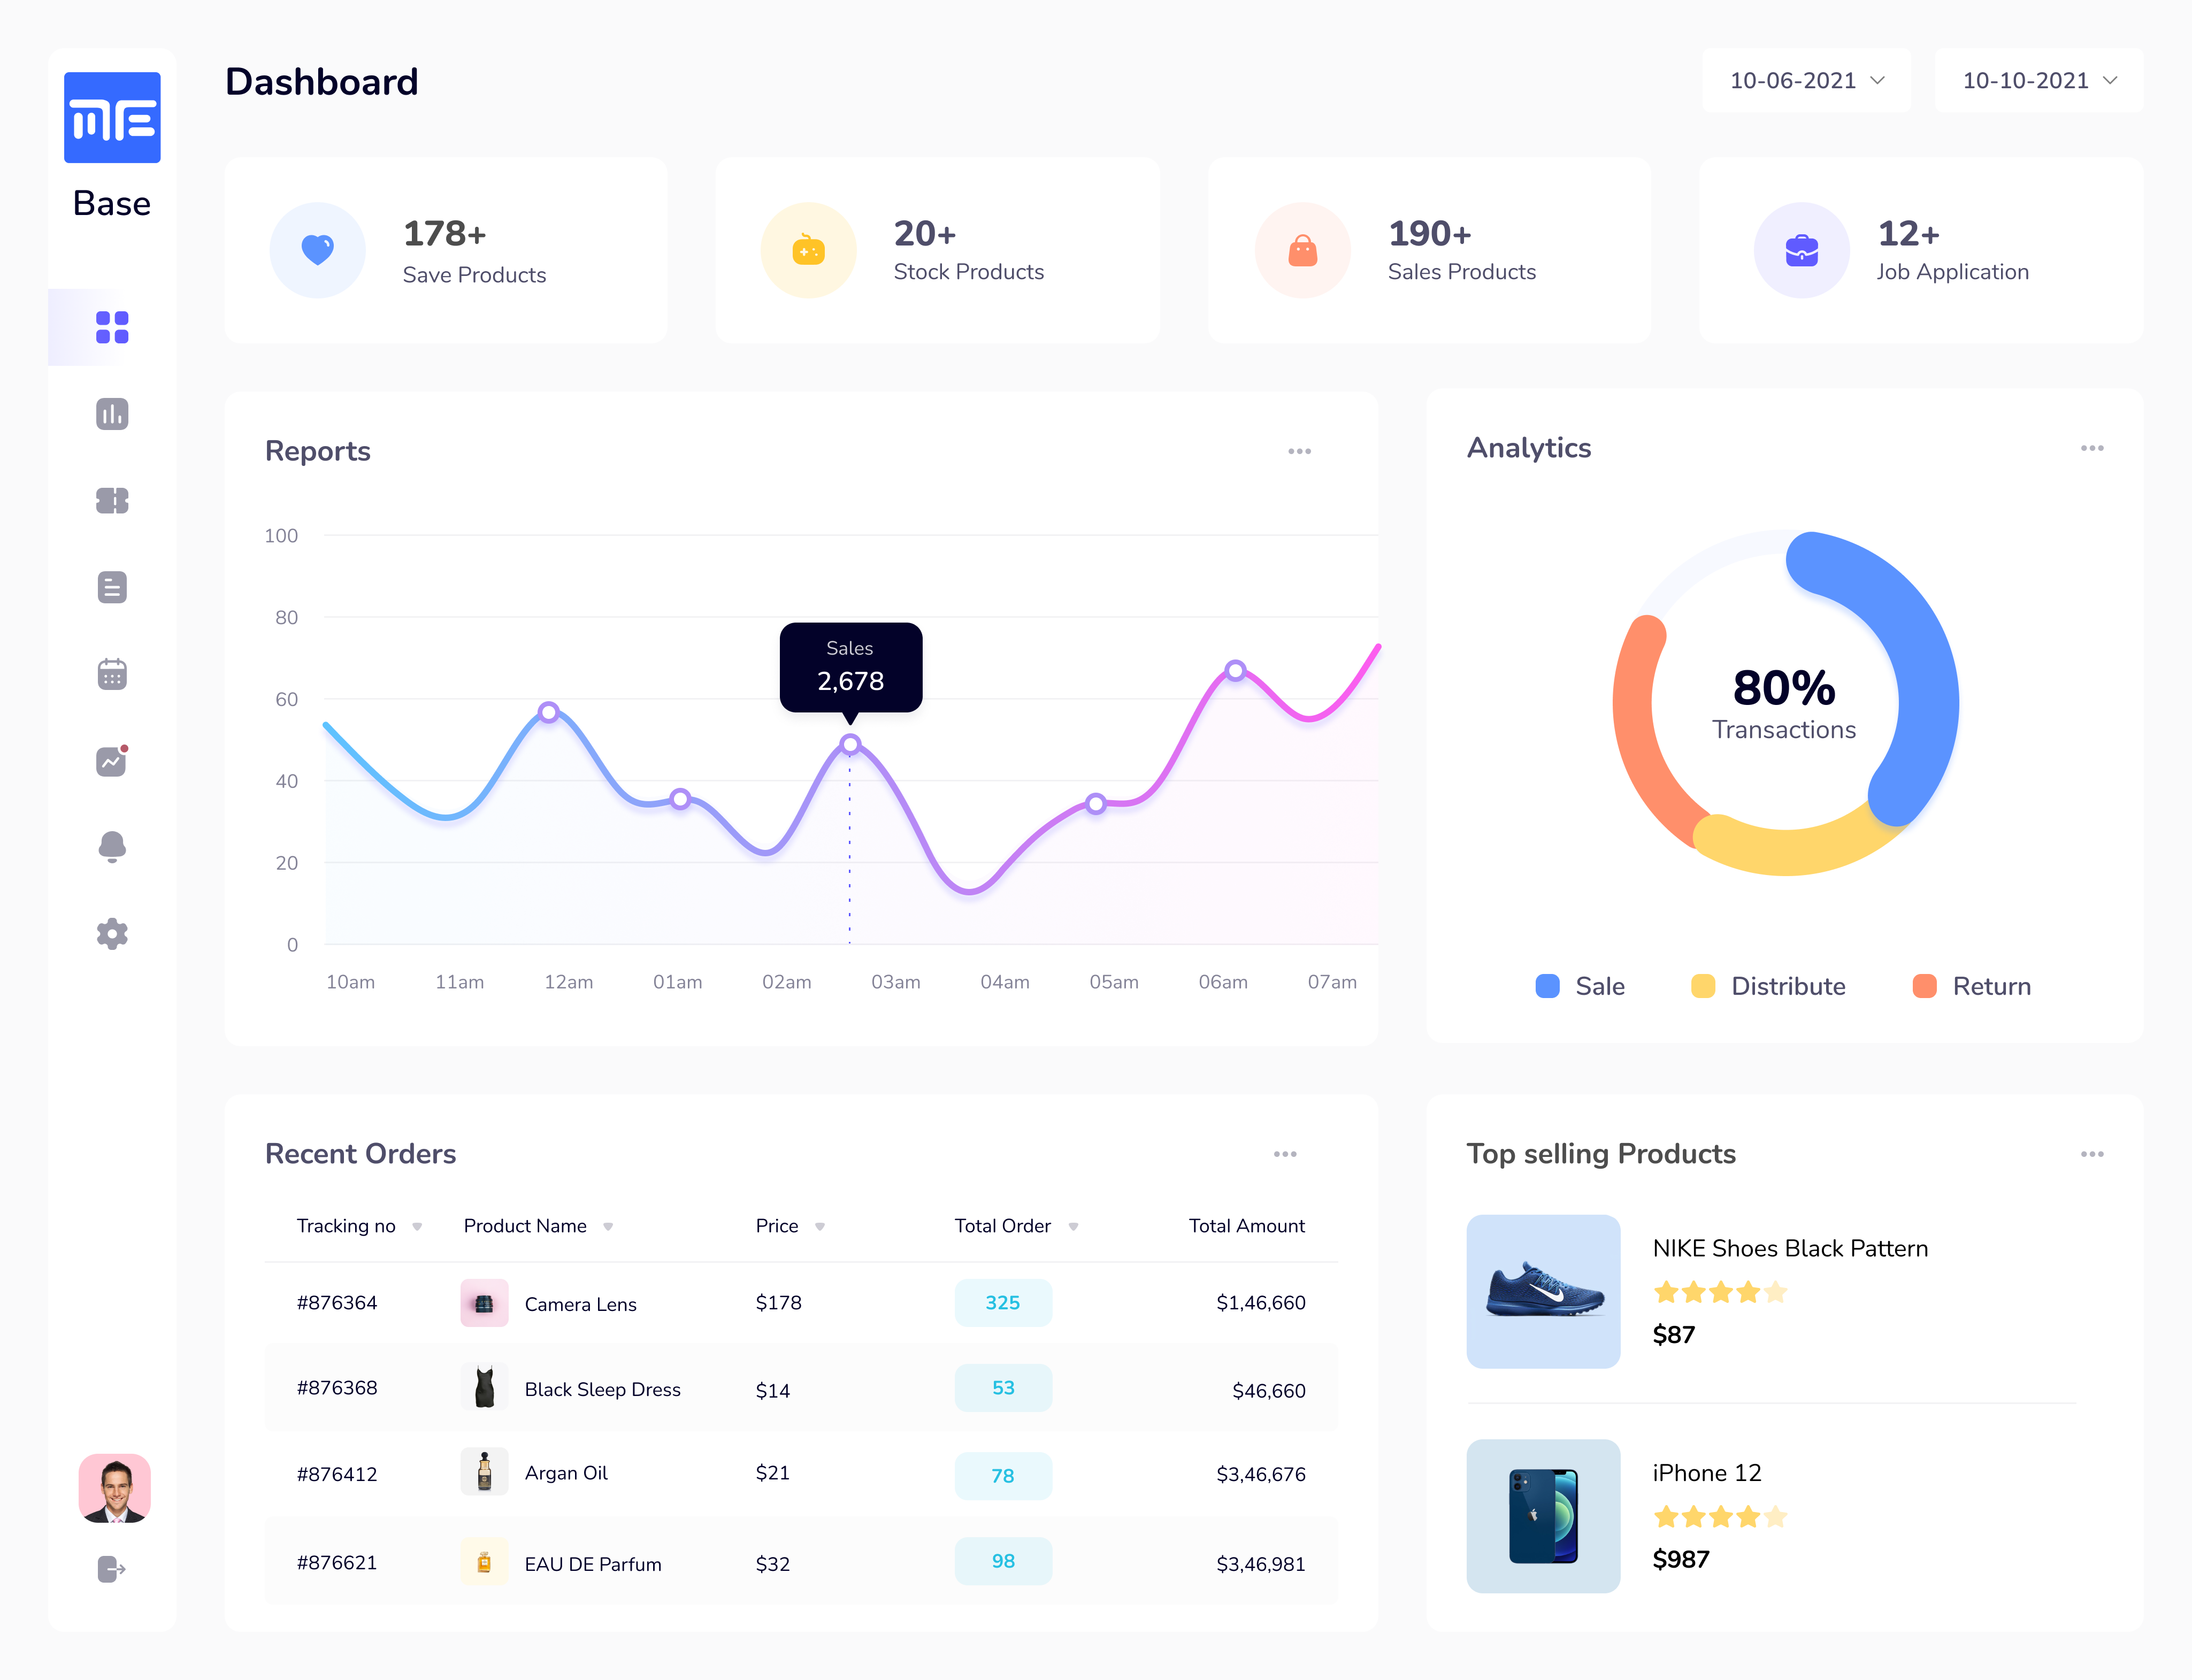 Dashboard
10-06-2021
10-10-2021
Base
178+
Save Products
20+
Stock Products
190+
Sales Products
12+
Job Application
Reports
100
80
60
40
20
0
Sales
2,678
10am 11am 12am 01am 02am 03am 04am 05am 06am 07am
Analytics
80%
Transactions
Sale Distribute Return
Recent Orders
Tracking no Product Name Price Total Order Total Amount
#876364 Camera Lens $178 325 $1,46,660
#876368 Black Sleep Dress $14 53 $46,660
#876412 Argan Oil $21 78 $3,46,676
#876621 EAU DE Parfum $32 98 $3,46,981
Top selling Products
NIKE Shoes Black Pattern
$87
iPhone 12
$987